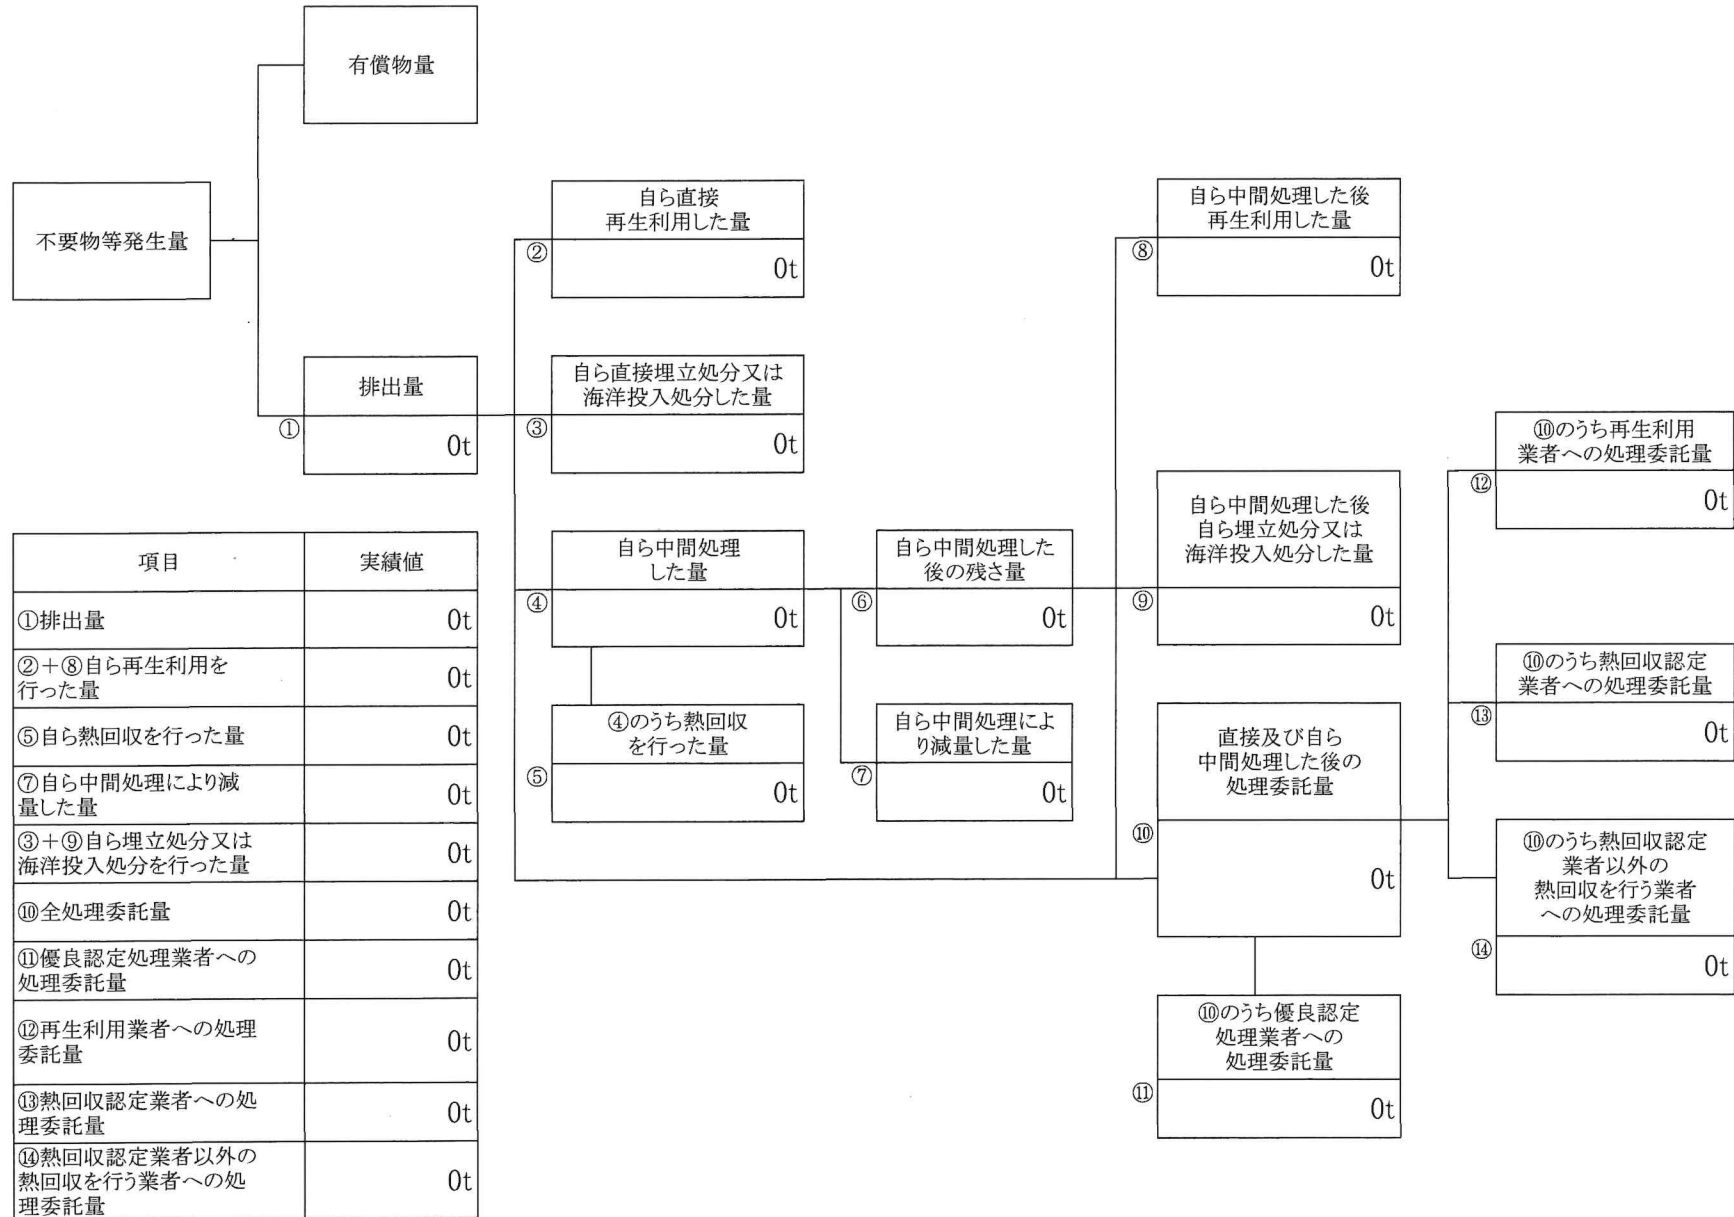 有償物量
不要物等発生量
排出量
①
0t
自ら直接
再生利用した量
②
0t
自ら直接埋立処分又は
海洋投入処分した量
③
0t
自ら中間処理
した量
④
0t
④のうち熱回収
を行った量
⑤
0t
自ら中間処理した
後の残さ量
⑥
0t
自ら中間処理によ
り減量した量
⑦
0t
自ら中間処理した後
再生利用した量
⑧
0t
自ら中間処理した後
自ら埋立処分又は
海洋投入処分した量
⑨
0t
直接及び自ら
中間処理した後の
処理委託量
⑩
0t
⑩のうち優良認定
処理業者への
処理委託量
⑪
0t
⑩のうち再生利用
業者への処理委託量
⑫
0t
⑩のうち熱回収認定
業者への処理委託量
⑬
0t
⑩のうち熱回収認定
業者以外の
熱回収を行う業者
への処理委託量
⑭
0t
項目 実績値
①排出量 0t
②+⑧自ら再生利用を
行った量 0t
⑤自ら熱回収を行った量 0t
⑦自ら中間処理により減
量した量 0t
③+⑨自ら埋立処分又は
海洋投入処分を行った量 0t
⑩全処理委託量 0t
⑪優良認定処理業者への
処理委託量 0t
⑫再生利用業者への処理
委託量 0t
⑬熱回収認定業者への処
理委託量 0t
⑭熱回収認定業者以外の
熱回収を行う業者への処
理委託量 0t